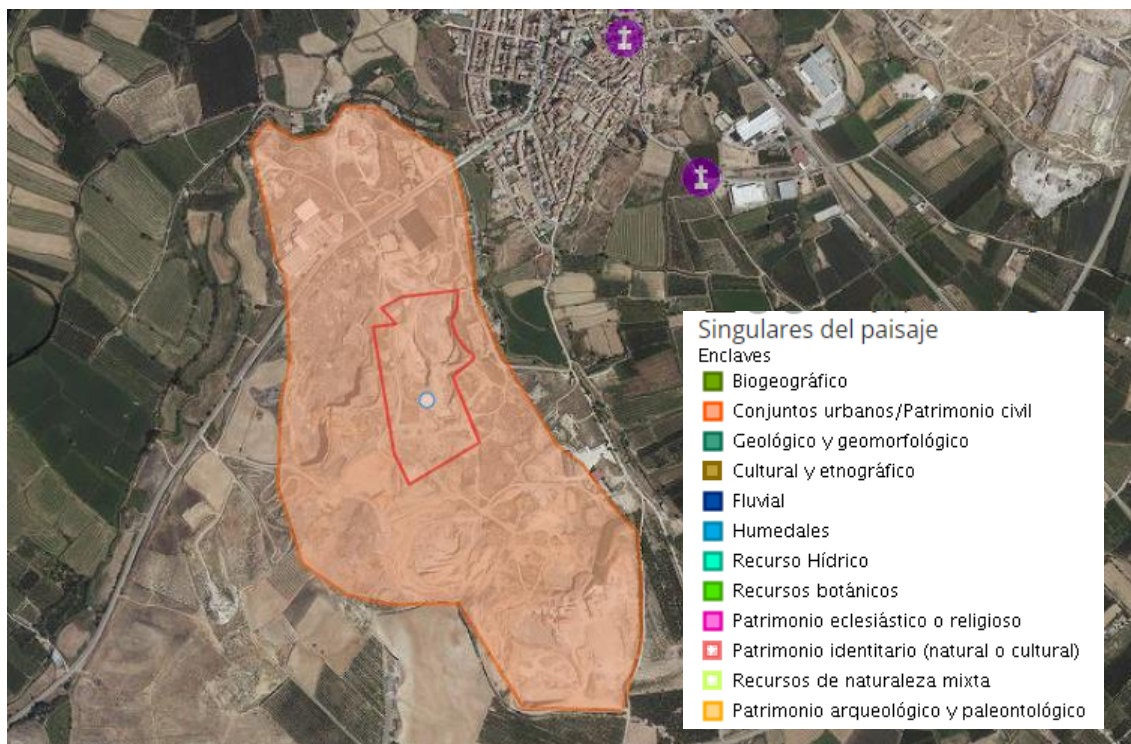 Singulares del paisaje
Enclaves
Biogeográfico
Conjuntos urbanos/Patrimonio civil
Geológico y geomorfológico
Cultural y etnográfico
Fluvial
Humedales
Recurso Hídrico
Recursos botánicos
Patrimonio eclesiástico o religioso
Patrimonio identitario (natural o cultural)
Recursos de naturaleza mixta
Patrimonio arqueológico y paleontológico